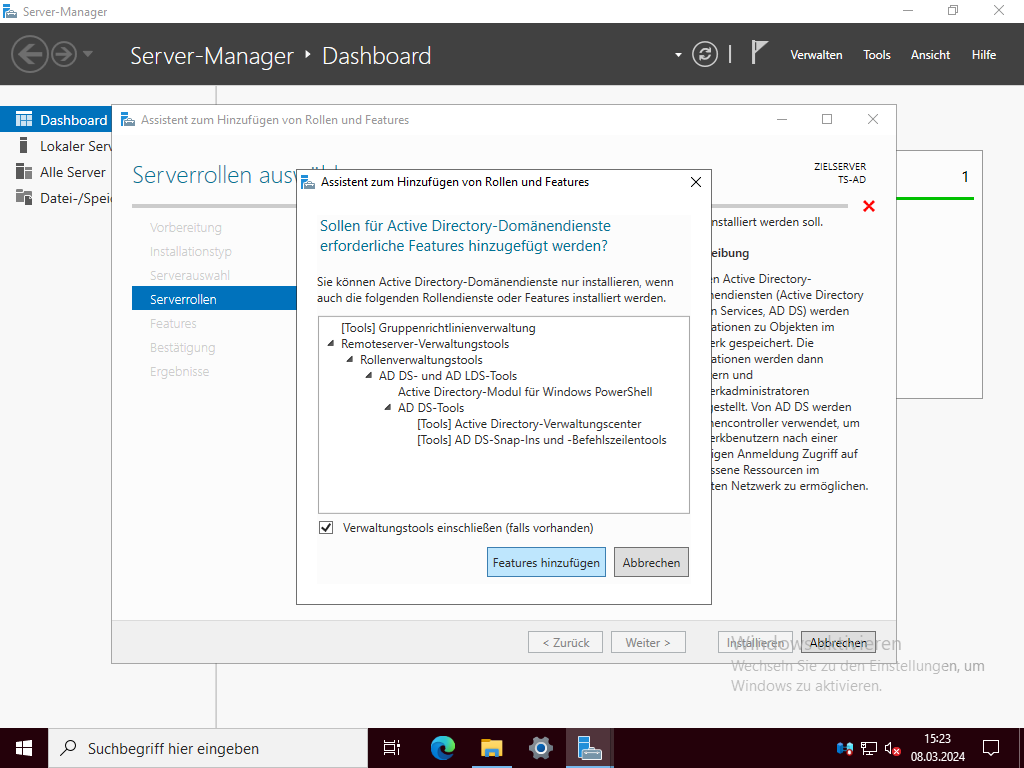 Server-Manager
Server-Manager ‣ Dashboard
Verwalten Tools Ansicht Hilfe
Dashboard
Lokaler Serv
Alle Server
Datei-/Spei
1
Assistent zum Hinzufügen von Rollen und Features
Serverrollen
ZIELSERVER
TS-AD
Vorbereitung
Installationstyp
Serverauswahl
Serverrollen
Features
Bestätigung
Ergebnisse
Assistent zum Hinzufügen von Rollen und Features
Sollen für Active Directory-Domänendienste
erforderliche Features hinzugefügt werden?
Sie können Active Directory-Domänendienste nur installieren, wenn
auch die folgenden Rollendienste oder Features installiert werden.
[Tools] Gruppenrichtlinienverwaltung
Remoteserver-Verwaltungstools
Rollenverwaltungstools
AD DS- und AD LDS-Tools
Active Directory-Modul für Windows PowerShell
AD DS-Tools
[Tools] Active Directory-Verwaltungscenter
[Tools] AD DS-Snap-Ins und -Befehlszeilentools
Verwaltungstools einschließen (falls vorhanden)
Features hinzufügen Abbrechen
nstalliert werden soll.
eibung
en Active Directory-
nendiensten (Active Directory
n Services, AD DS) werden
ationen zu Objekten im
erk gespeichert. Die
ationen werden dann
ern und
erkadministratoren
gestellt. Von AD DS werden
nencontroller verwendet, um
erkbenutzern nach einer
igen Anmeldung Zugriff auf
ssene Ressourcen im
ten Netzwerk zu ermöglichen.
< Zurück Weiter > Installieren Abbrechen
Windows aktivieren
Wechseln Sie zu den Einstellungen, um
Windows zu aktivieren.
Suchbegriff hier eingeben
15:23
08.03.2024